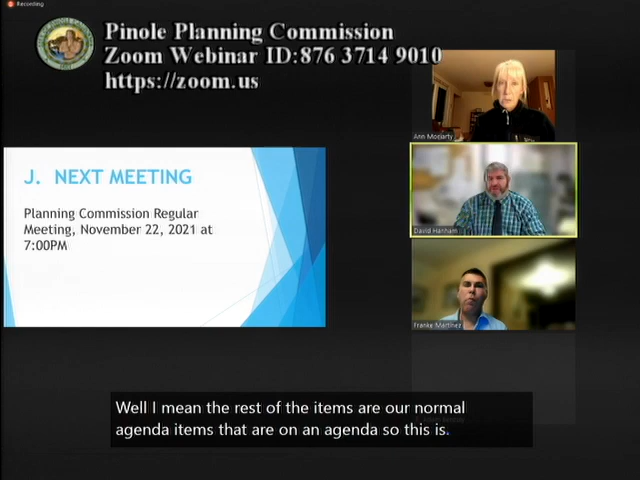 Recording
Pinole Planning Commission
Zoom Webinar ID:876 3714 9010
https://zoom.us
Ann Moriarty
J. NEXT MEETING
Planning Commission Regular
Meeting, November 22, 2021 at
7:00PM
David Hanham
Franke Martinez
Well I mean the rest of the items are our normal
agenda items that are on an agenda so this is.